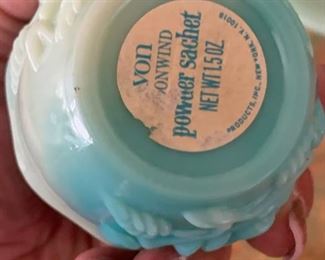 von
ONWIND
powder sachet
NET WT 1.5 OZ.
PRODUCTS, INC., NEW YORK, N.Y. 10019